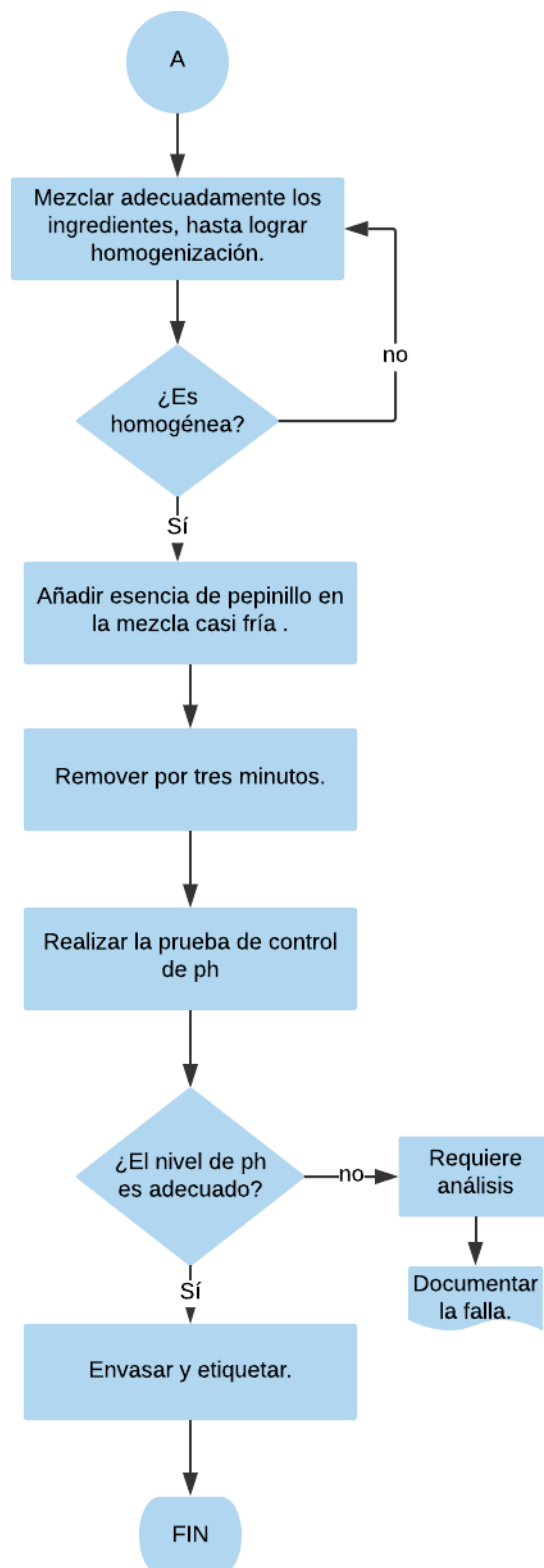 A
Mezclar adecuadamente los
ingredientes, hasta lograr
homogenización.
no
¿Es
homogénea?
Sí
Añadir esencia de pepinillo en
la mezcla casi fría .
Remover por tres minutos.
Realizar la prueba de control
de ph
¿El nivel de ph
es adecuado?
no
Requiere
análisis
Documentar
la falla.
Sí
Envasar y etiquetar.
FIN